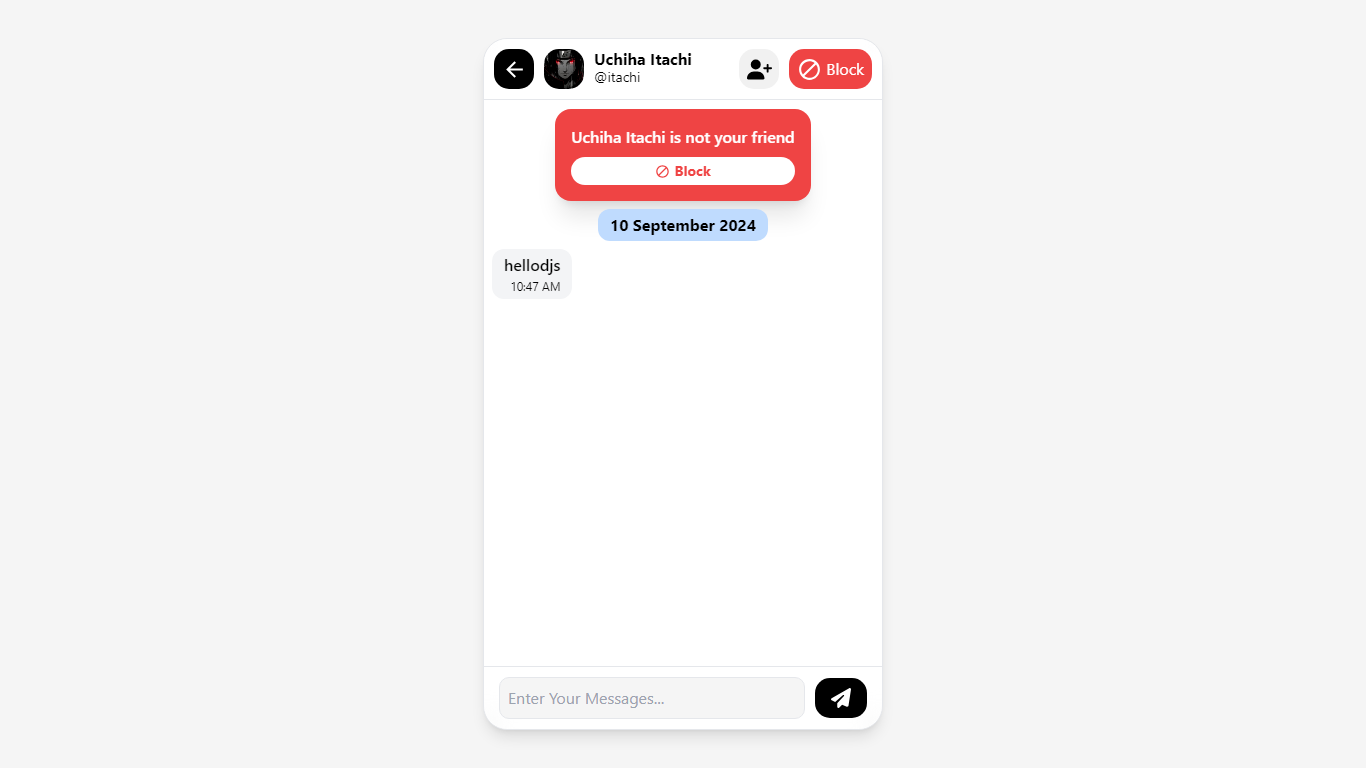 Uchiha Itachi
@itachi
Block
Uchiha Itachi is not your friend
Block
10 September 2024
hellodjs
10:47 AM
Enter Your Messages...